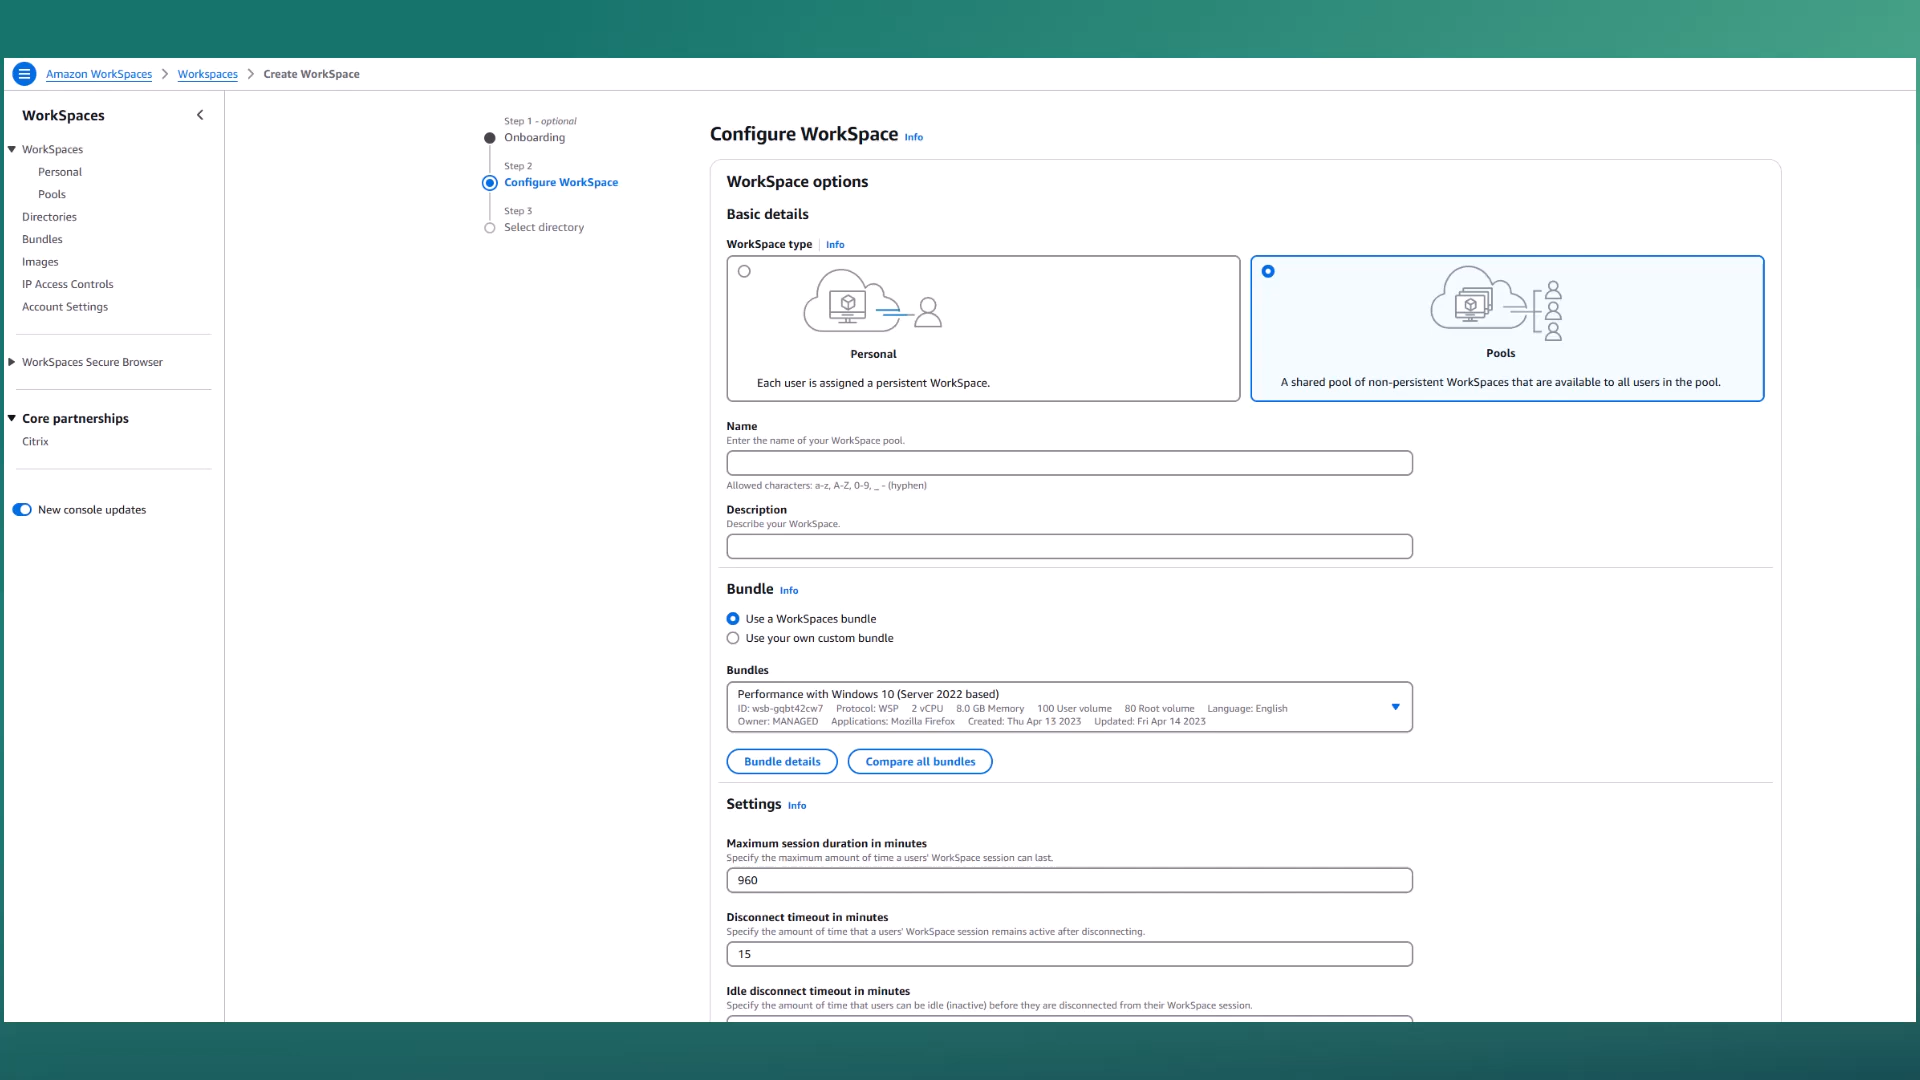 Amazon WorkSpaces > Workspaces > Create WorkSpace
WorkSpaces
WorkSpaces
Personal
Pools
Directories
Bundles
Images
IP Access Controls
Account Settings
WorkSpaces Secure Browser
Core partnerships
Citrix
New console updates
Step 1 - optional
Onboarding
Step 2
Configure WorkSpace
Step 3
Select directory
Configure WorkSpace Info
WorkSpace options
Basic details
WorkSpace type Info
Personal
Each user is assigned a persistent WorkSpace.
Pools
A shared pool of non-persistent WorkSpaces that are available to all users in the pool.
Name
Enter the name of your WorkSpace pool.
Allowed characters: a-z, A-Z, 0-9, _ - (hyphen)
Description
Describe your WorkSpace.
Bundle Info
Use a WorkSpaces bundle
Use your own custom bundle
Bundles
Performance with Windows 10 (Server 2022 based)
ID: wsb-gqbt42cw7 Protocol: WSP 2 vCPU 8.0 GB Memory 100 User volume 80 Root volume Language: English
Owner: MANAGED Applications: Mozilla Firefox Created: Thu Apr 13 2023 Updated: Fri Apr 14 2023
Bundle details Compare all bundles
Settings Info
Maximum session duration in minutes
Specify the maximum amount of time a users' WorkSpace session can last.
960
Disconnect timeout in minutes
Specify the amount of time that a users' WorkSpace session remains active after disconnecting.
15
Idle disconnect timeout in minutes
Specify the amount of time that users can be idle (inactive) before they are disconnected from their WorkSpace session.